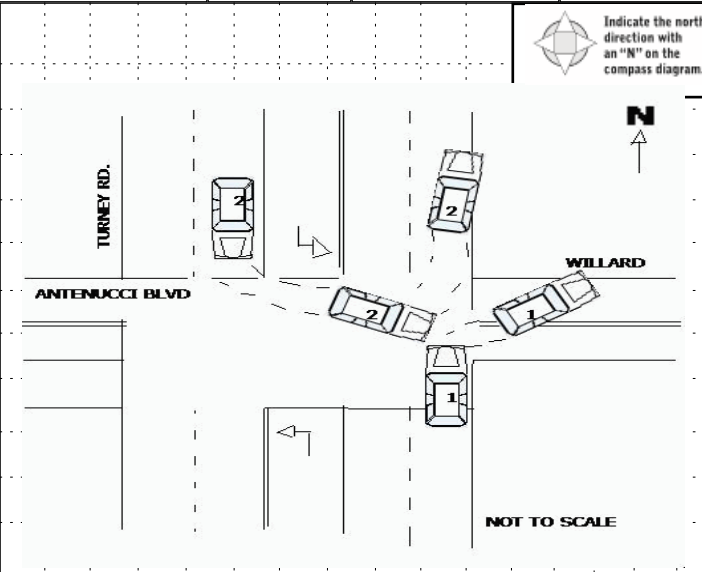 Indicate the north
direction with
an "N" on the
compass diagram.
N
TURNEY RD.
2
2
WILLARD
ANTENUCCI BLVD
2
1
1
NOT TO SCALE